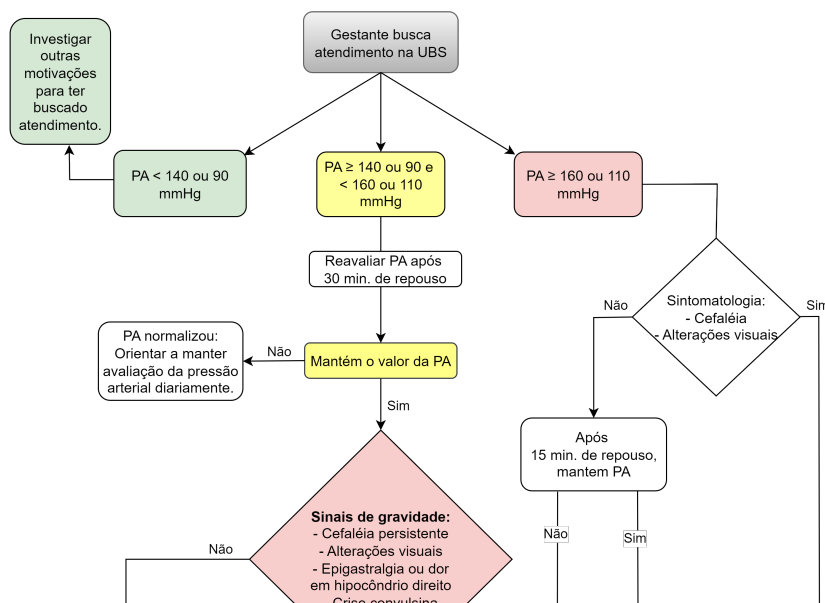 Gestante busca
atendimento na UBS
Investigar
outras
motivações
para ter
buscado
atendimento.
PA < 140 ou 90
mmHg
PA ≥ 140 ou 90 e
< 160 ou 110
mmHg
PA ≥ 160 ou 110
mmHg
Reavaliar PA após
30 min. de repouso
Sintomatologia:
- Cefaléia
- Alterações visuais
Não
Sim
PA normalizou:
Orientar a manter
avaliação da pressão
arterial diariamente.
Não
Mantém o valor da PA
Sim
Após
15 min. de repouso,
mantem PA
Não
Sim
Sinais de gravidade:
- Cefaléia persistente
- Alterações visuais
- Epigastralgia ou dor
em hipocôndrio direito
- Crise convulsina
Não